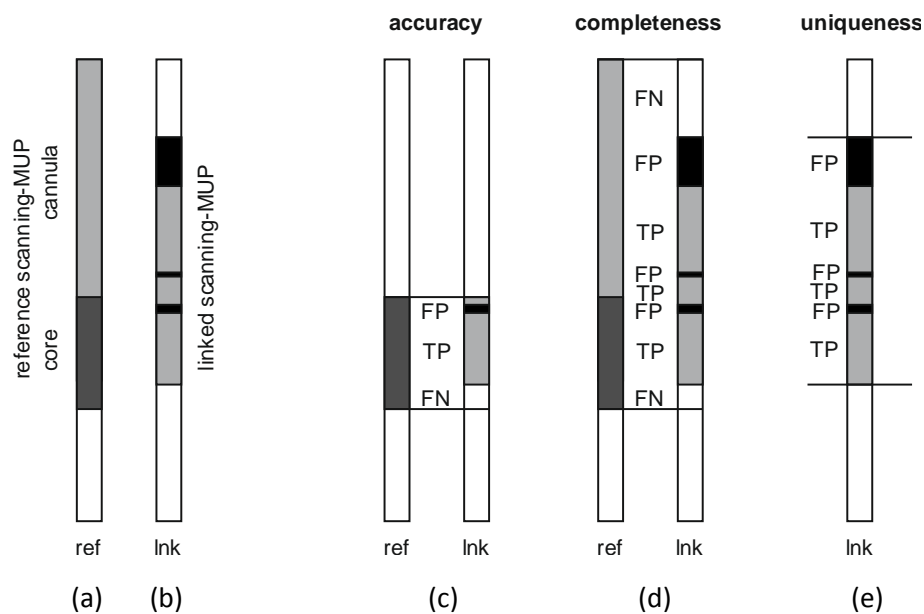 accuracy
completeness
uniqueness
reference scanning-MUP
cannula
core
linked scanning-MUP
FP
TP
FN
FN
FP
TP
FP
TP
FP
TP
FN
FP
TP
FP
TP
FP
TP
ref
lnk
ref
lnk
ref
lnk
lnk
(a)
(b)
(c)
(d)
(e)